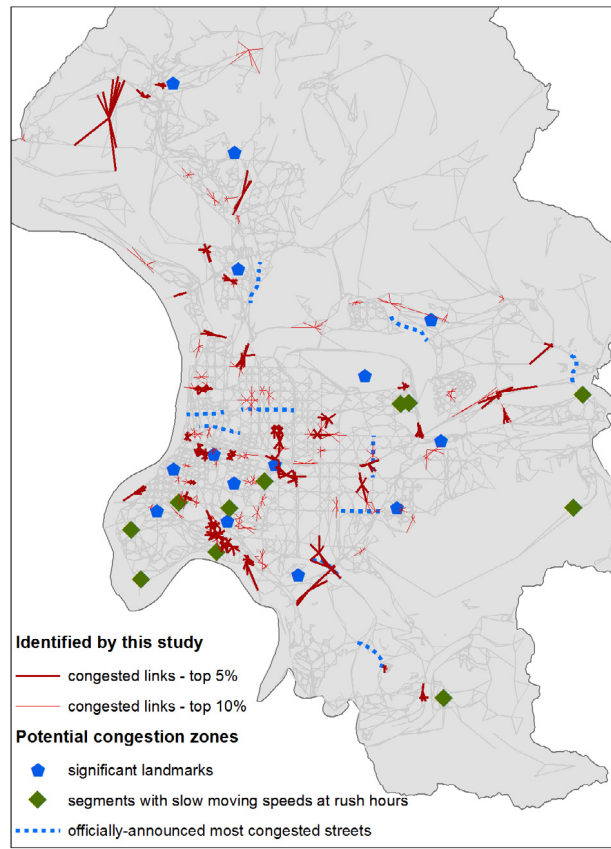 Identified by this study
congested links - top 5%
congested links - top 10%
Potential congestion zones
significant landmarks
segments with slow moving speeds at rush hours
officially-announced most congested streets